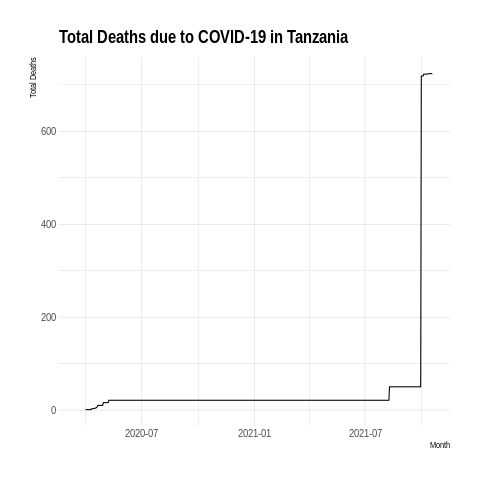 Total Deaths due to COVID-19 in Tanzania
Total Deaths
600
400
200
0
2020-07 2021-01 2021-07
Month